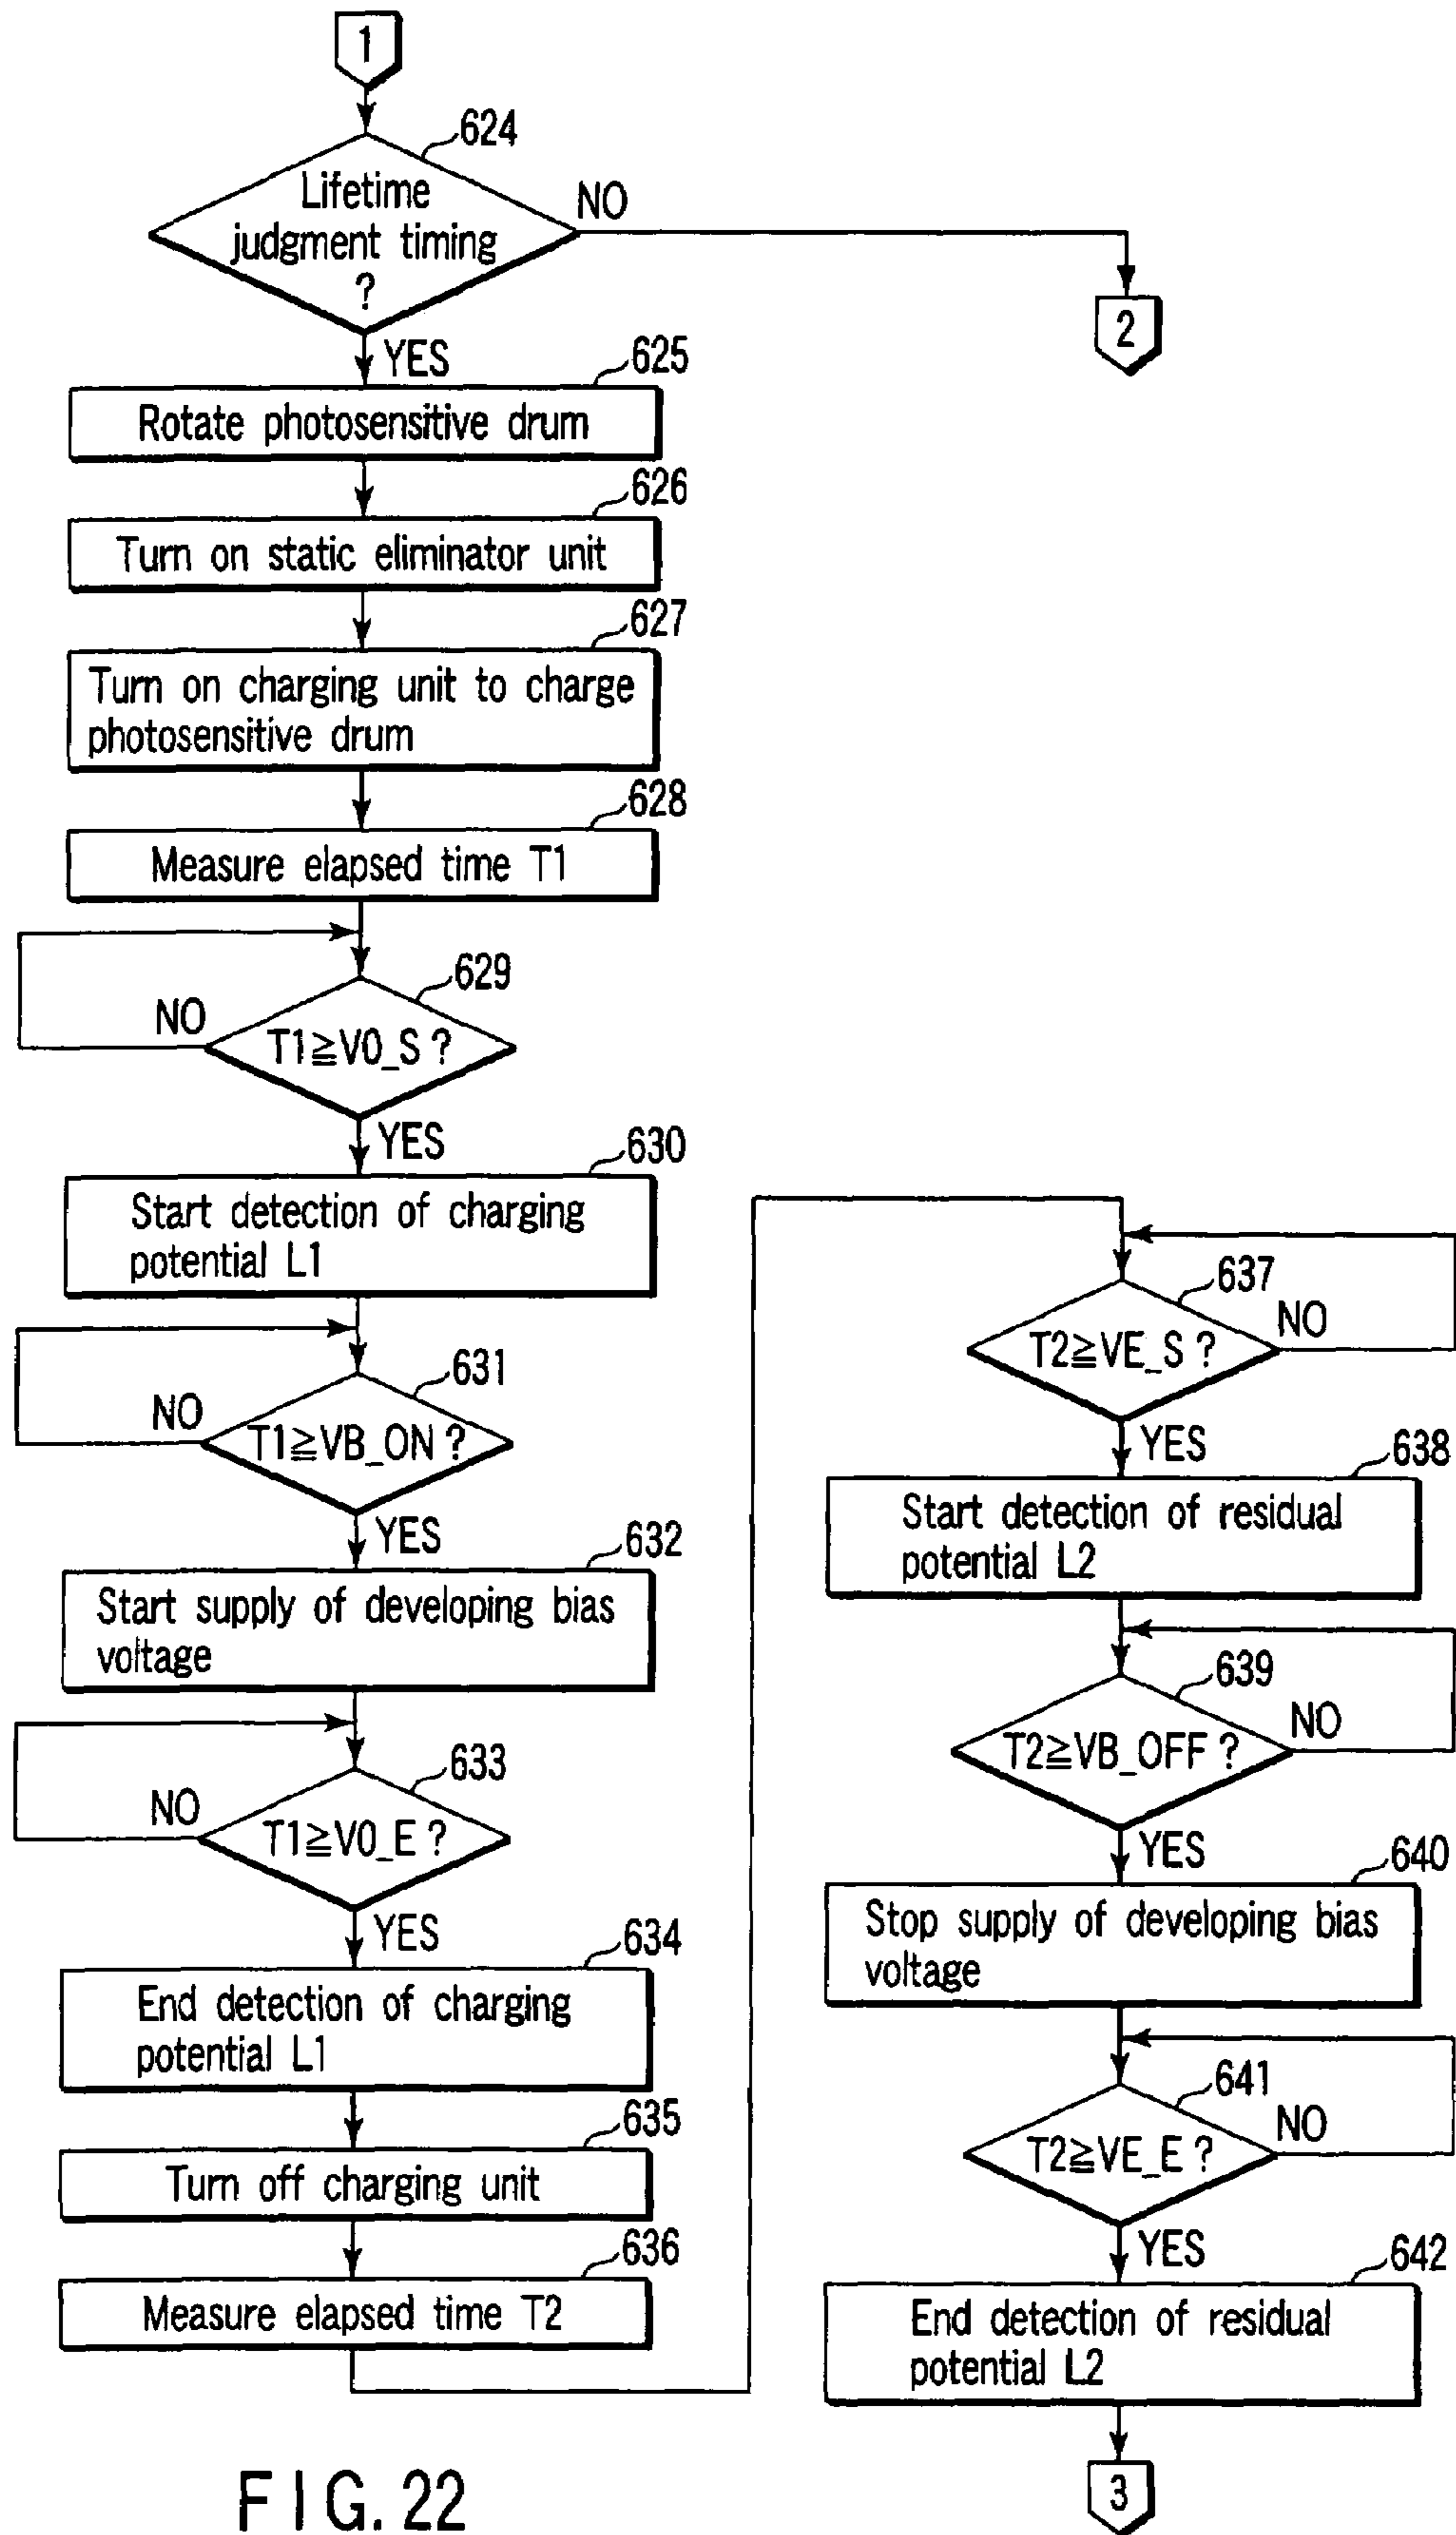 1
624
Lifetime
judgment timing
?
NO
2
YES
625
Rotate photosensitive drum
626
Turn on static eliminator unit
627
Turn on charging unit to charge
photosensitive drum
628
Measure elapsed time T1
629
NO
T1≧V0_S ?
YES
630
Start detection of charging
potential L1
631
NO
T1≧VB_ON ?
YES
632
Start supply of developing bias
voltage
633
NO
T1≧V0_E ?
YES
634
End detection of charging
potential L1
635
Turn off charging unit
636
Measure elapsed time T2
637
T2≧VE_S ?
NO
YES
638
Start detection of residual
potential L2
639
T2≧VB_OFF ?
NO
YES
640
Stop supply of developing bias
voltage
641
T2≧VE_E ?
NO
YES
642
End detection of residual
potential L2
3
FIG. 22